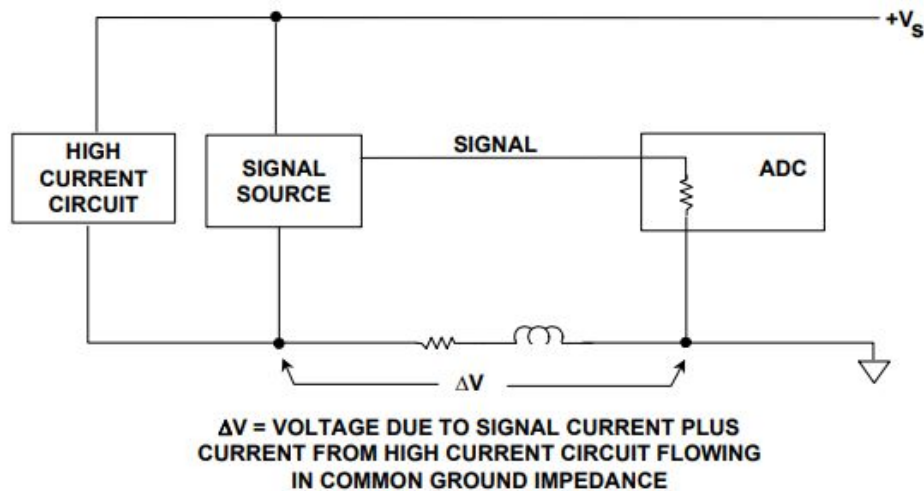 +Vs
HIGH
CURRENT
CIRCUIT
SIGNAL
SOURCE
SIGNAL
ADC
ΔV
ΔV = VOLTAGE DUE TO SIGNAL CURRENT PLUS
CURRENT FROM HIGH CURRENT CIRCUIT FLOWING
IN COMMON GROUND IMPEDANCE